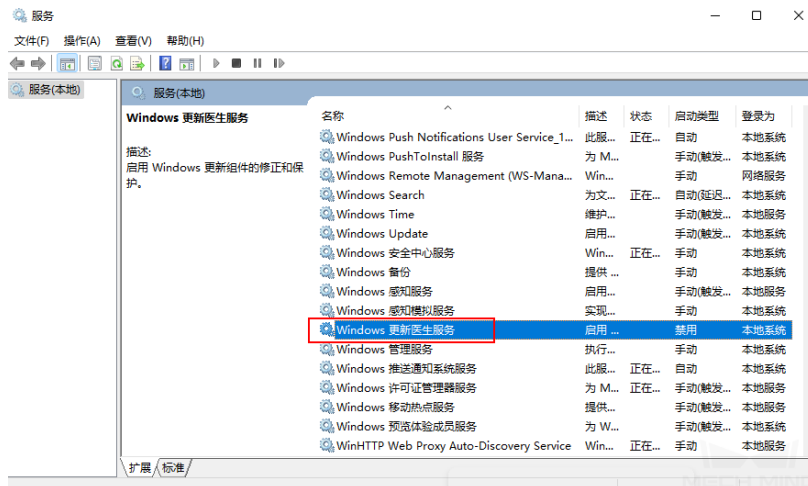 服务
文件(F) 操作(A) 查看(V) 帮助(H)
服务(本地)
服务(本地)
Windows 更新医生服务
描述:
启用 Windows 更新组件的修正和保
护。
名称 描述 状态 启动类型 登录为
Windows Push Notifications User Service_1... 此服... 正在... 自动 本地系统
Windows PushToInstall 服务 为 M... 手动(触发... 本地系统
Windows Remote Management (WS-Mana... Win... 手动 网络服务
Windows Search 为文... 正在... 自动(延迟... 本地系统
Windows Time 维护... 手动(触发... 本地服务
Windows Update 启用... 手动(触发... 本地系统
Windows 安全中心服务 Win... 正在... 手动 本地系统
Windows 备份 提供 ... 手动 本地系统
Windows 感知服务 启用... 手动(触发... 本地服务
Windows 感知模拟服务 实现... 手动 本地系统
Windows 更新医生服务 启用 ... 禁用 本地系统
Windows 管理服务 执行... 手动 本地系统
Windows 推送通知系统服务 此服... 正在... 自动 本地系统
Windows 许可证管理器服务 为 M... 正在... 手动(触发... 本地服务
Windows 移动热点服务 提供... 手动(触发... 本地服务
Windows 预览体验成员服务 为 W... 手动(触发... 本地系统
WinHTTP Web Proxy Auto-Discovery Service Win... 正在... 手动 本地服务
扩展 标准